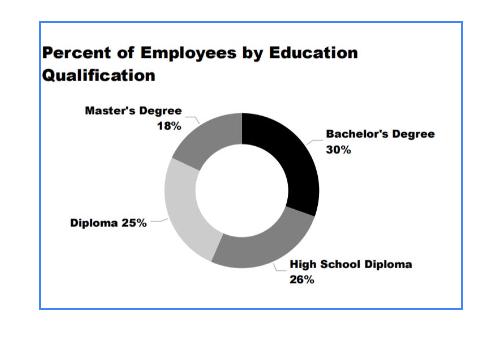 Percent of Employees by Education
Qualification
Master's Degree
18%
Bachelor's Degree
30%
Diploma 25%
High School Diploma
26%